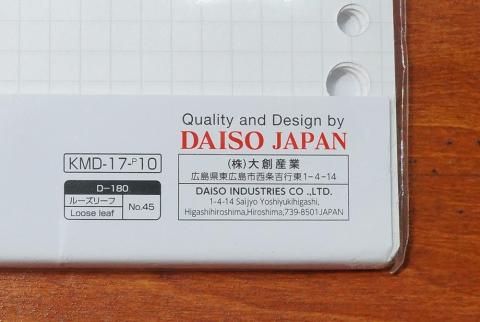 Quality and Design by
DAISO JAPAN
KMD-17-P10
(株)大創産業
広島県東広島市西条吉行東1-4-14
D-180
ルーズリーフ
Loose leaf
No.45
DAISO INDUSTRIES CO.,LTD.
1-4-14 Saijyo Yoshiyukihigashi,
Higashihiroshima,Hiroshima,739-8501JAPAN